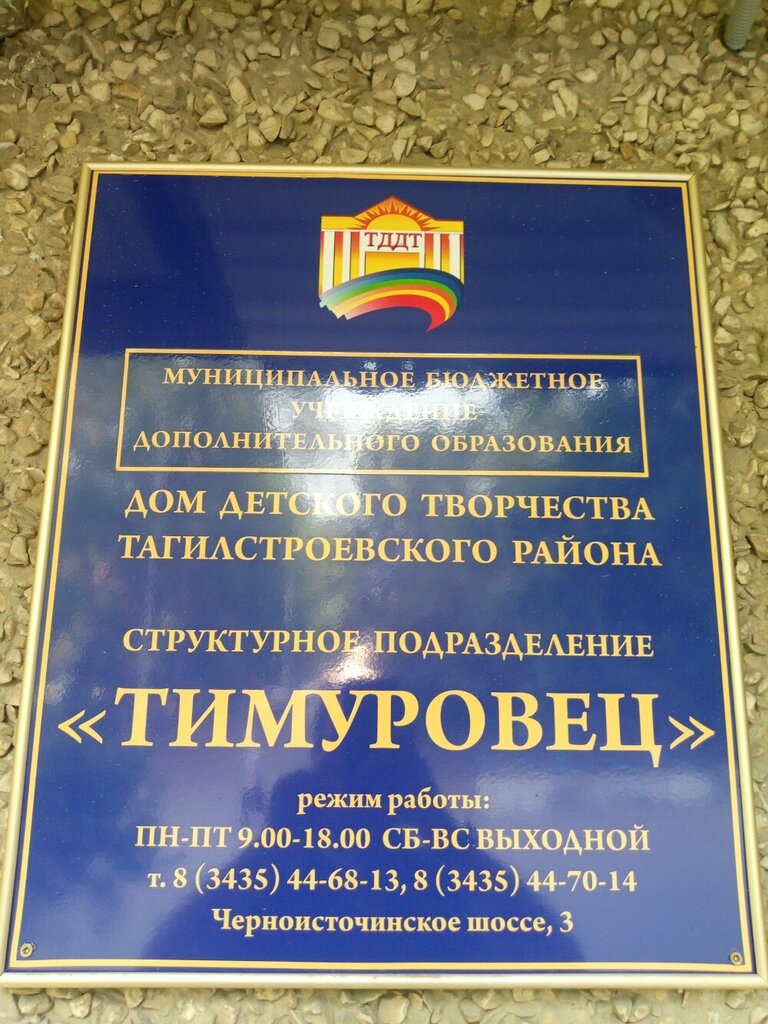 ТДДТ
МУНИЦИПАЛЬНОЕ БЮДЖЕТНОЕ
УЧРЕЖДЕНИЕ
ДОПОЛНИТЕЛЬНОГО ОБРАЗОВАНИЯ
ДОМ ДЕТСКОГО ТВОРЧЕСТВА
ТАГИЛСТРОЕВСКОГО РАЙОНА
СТРУКТУРНОЕ ПОДРАЗДЕЛЕНИЕ
«ТИМУРОВЕЦ»
режим работы:
ПН-ПТ 9.00-18.00 СБ-ВС ВЫХОДНОЙ
т. 8 (3435) 44-68-13, 8 (3435) 44-70-14
Черноисточинское шоссе, 3